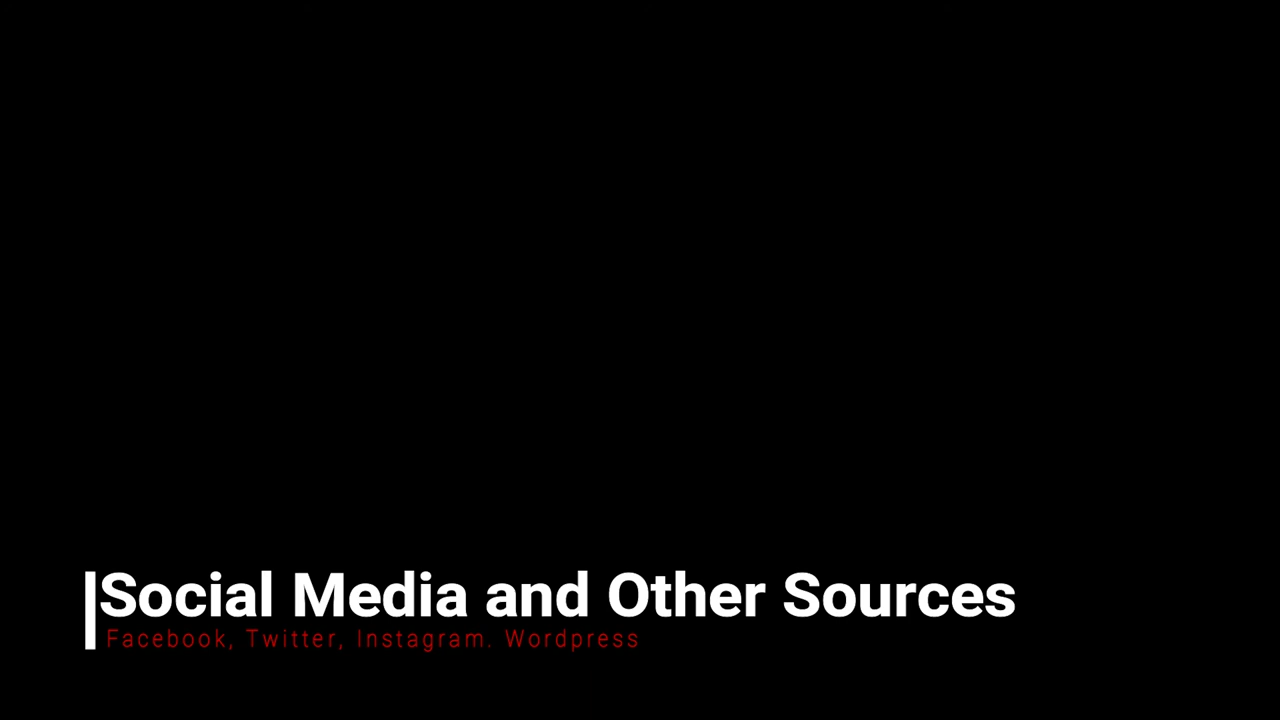 Social Media and Other Sources
Facebook, Twitter, Instagram. Wordpress